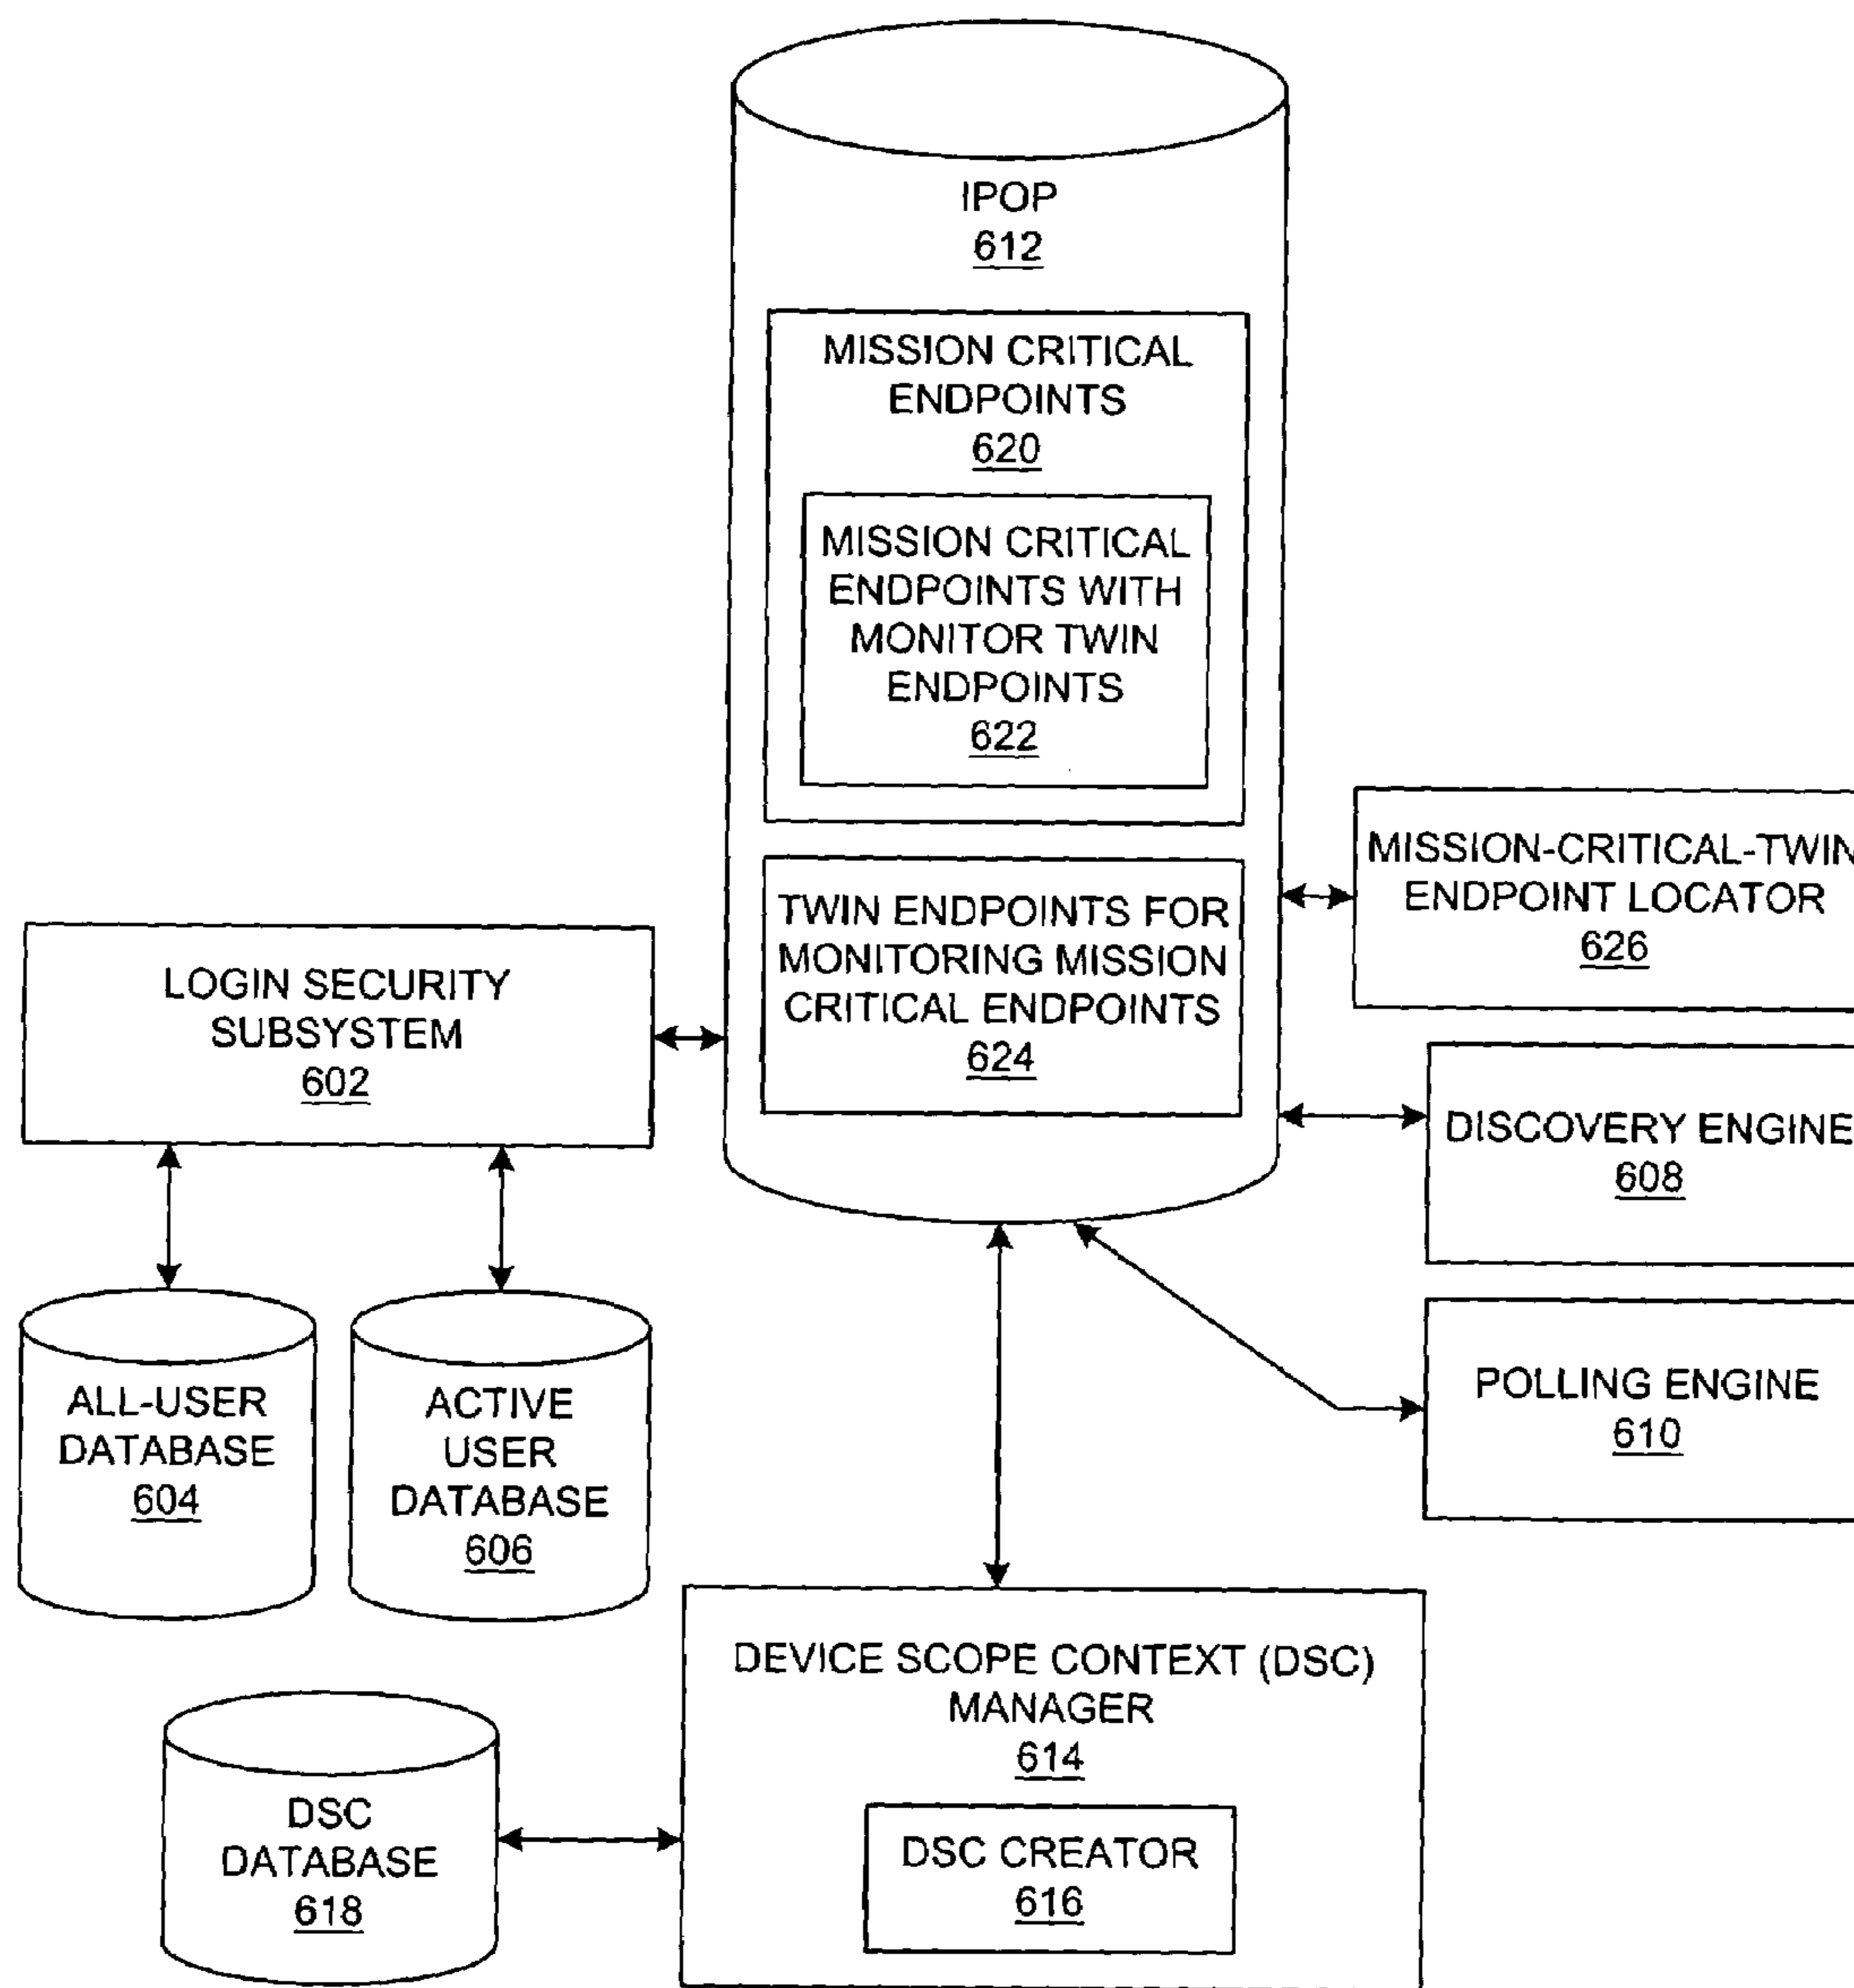 IPOP
612
MISSION CRITICAL
ENDPOINTS
620
MISSION CRITICAL
ENDPOINTS WITH
MONITOR TWIN
ENDPOINTS
622
TWIN ENDPOINTS FOR
MONITORING MISSION
CRITICAL ENDPOINTS
624
MISSION-CRITICAL-TWIN
ENDPOINT LOCATOR
626
LOGIN SECURITY
SUBSYSTEM
602
DISCOVERY ENGINE
608
ALL-USER
DATABASE
604
ACTIVE
USER
DATABASE
606
POLLING ENGINE
610
DEVICE SCOPE CONTEXT (DSC)
MANAGER
614
DSC CREATOR
616
DSC
DATABASE
618